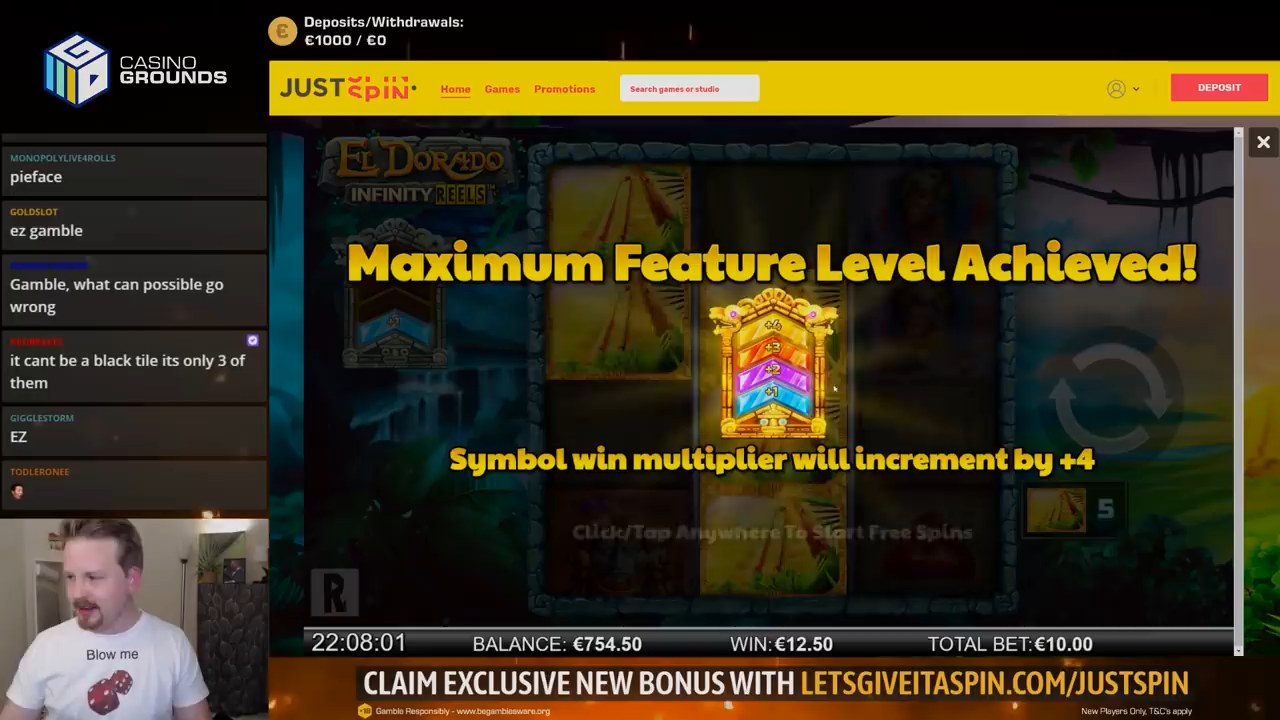 CASINO
GROUNDS
Deposits/Withdrawals:
€1000 / €0
JUST SPIN
Home
Games
Promotions
Search games or studio
DEPOSIT
MONOPOLYLIVE4ROLLS
pieface
GOLDSLOT
ez gamble
Gamble, what can possible go
wrong
it cant be a black tile its only 3 of
them
GIGGLESTORM
EZ
TODLERONEE
EL DORADO
INFINITY REELS
Maximum Feature Level Achieved!
+4
+3
+2
+1
Symbol win multiplier will increment by +4
5
Click/Tap Anywhere To Start Free Spins
R
22:08:01
BALANCE: €754.50
WIN: €12.50
TOTAL BET: €10.00
Blow me
CLAIM EXCLUSIVE NEW BONUS WITH LETSGIVEITASPIN.COM/JUSTSPIN
+18 Gamble Responsibly - www.begambleaware.org
New Players Only, T&C's apply